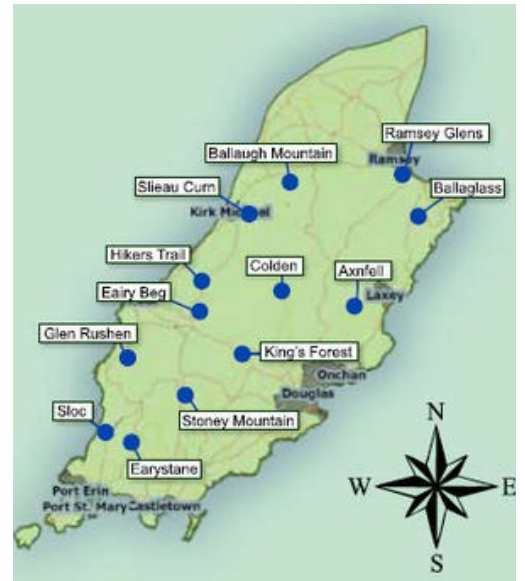 Ramsey Glens
Ballaugh Mountain
Ramsey
Slieau Curn
Ballaglass
Kirk Michael
Hikers Trail
Colden
Axnfell
Eairy Beg
Laxey
Glen Rushen
King's Forest
Onchan
Douglas
Sloc
Stoney Mountain
N
Earystane
W
E
Port Erin
Port St. Mary
Castletown
S